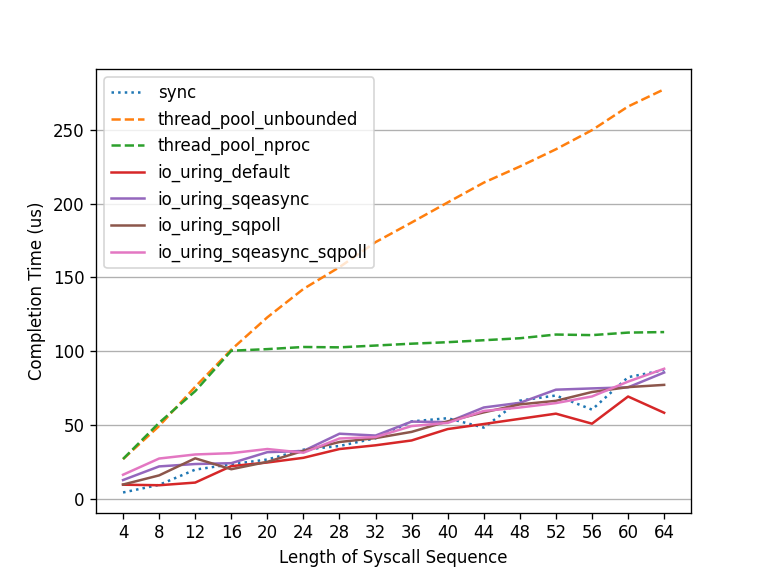 sync
thread_pool_unbounded
thread_pool_nproc
io_uring_default
io_uring_sqeasync
io_uring_sqpoll
io_uring_sqeasync_sqpoll
250
200
150
100
50
0
Completion Time (us)
4 8 12 16 20 24 28 32 36 40 44 48 52 56 60 64
Length of Syscall Sequence